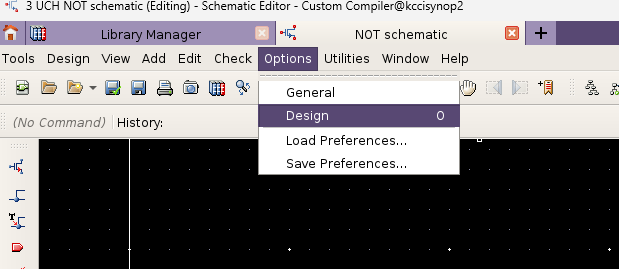 3 UCH NOT schematic (Editing) - Schematic Editor - Custom Compiler@kccisynop2
Library Manager NOT schematic
Tools Design View Add Edit Check Options Utilities Window Help
General
(No Command) History: Design O
Load Preferences...
Save Preferences...
T